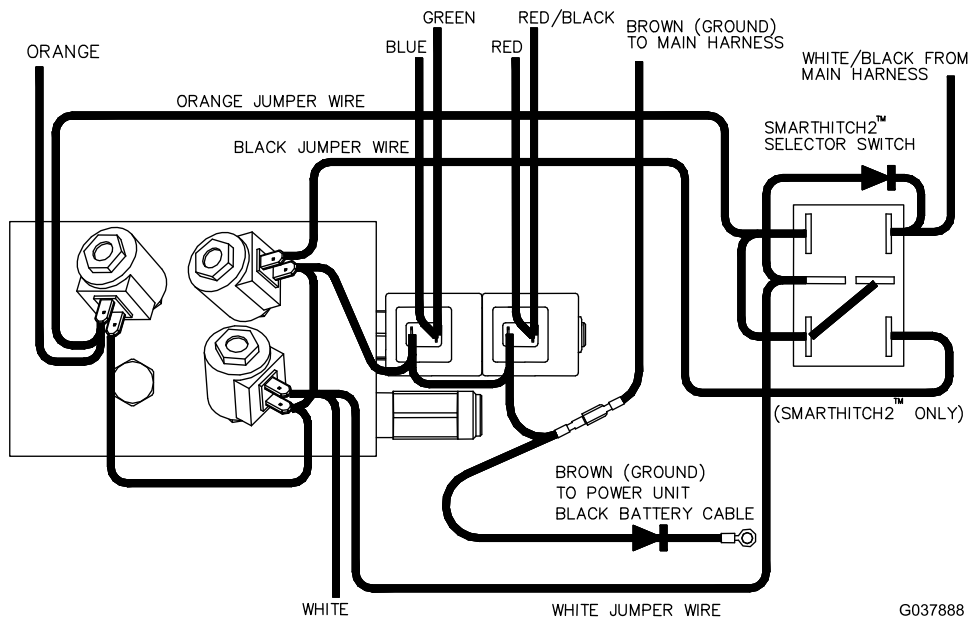 GREEN
RED/BLACK
ORANGE
BLUE
RED
BROWN (GROUND)
TO MAIN HARNESS
WHITE/BLACK FROM
MAIN HARNESS
ORANGE JUMPER WIRE
SMARTHITCH2™
SELECTOR SWITCH
BLACK JUMPER WIRE
(SMARTHITCH2™ ONLY)
BROWN (GROUND)
TO POWER UNIT
BLACK BATTERY CABLE
WHITE
WHITE JUMPER WIRE
G037888